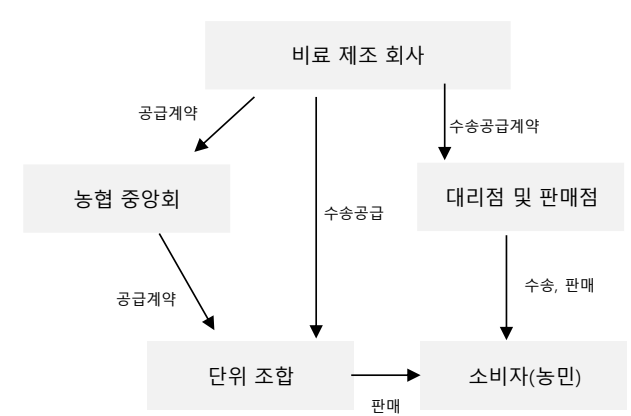 비료 제조 회사
공급계약
수송공급계약
농협 중앙회
대리점 및 판매점
수송공급
공급계약
수송, 판매
단위 조합
소비자(농민)
판매